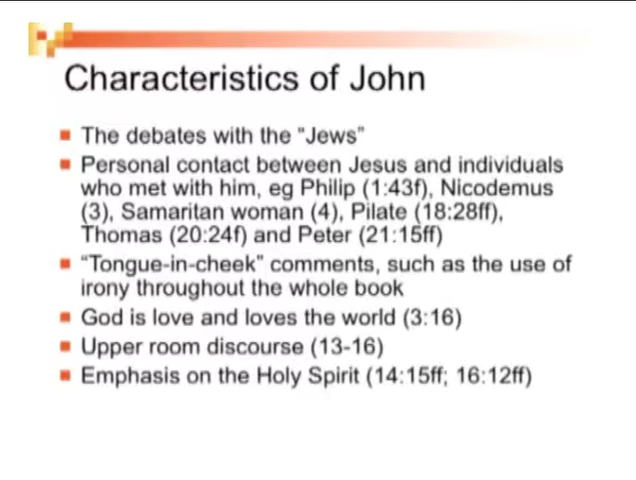 Characteristics of John
The debates with the "Jews"
Personal contact between Jesus and individuals
who met with him, eg Philip (1:43f), Nicodemus
(3), Samaritan woman (4), Pilate (18:28ff),
Thomas (20:24f) and Peter (21:15ff)
"Tongue-in-cheek" comments, such as the use of
irony throughout the whole book
God is love and loves the world (3:16)
Upper room discourse (13-16)
Emphasis on the Holy Spirit (14:15ff; 16:12ff)